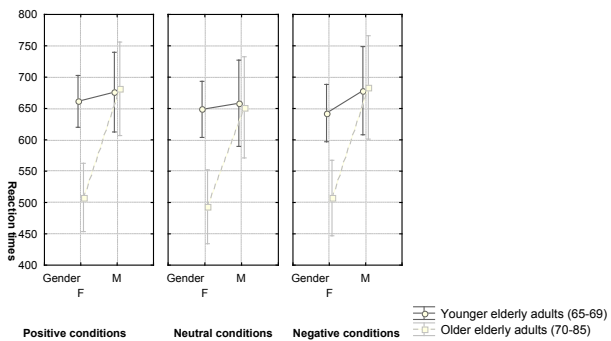 800
750
700
650
600
550
500
450
400
Reaction times
Gender M Gender M Gender M
F F F
Positive conditions Neutral conditions Negative conditions
Younger elderly adults (65-69)
Older elderly adults (70-85)